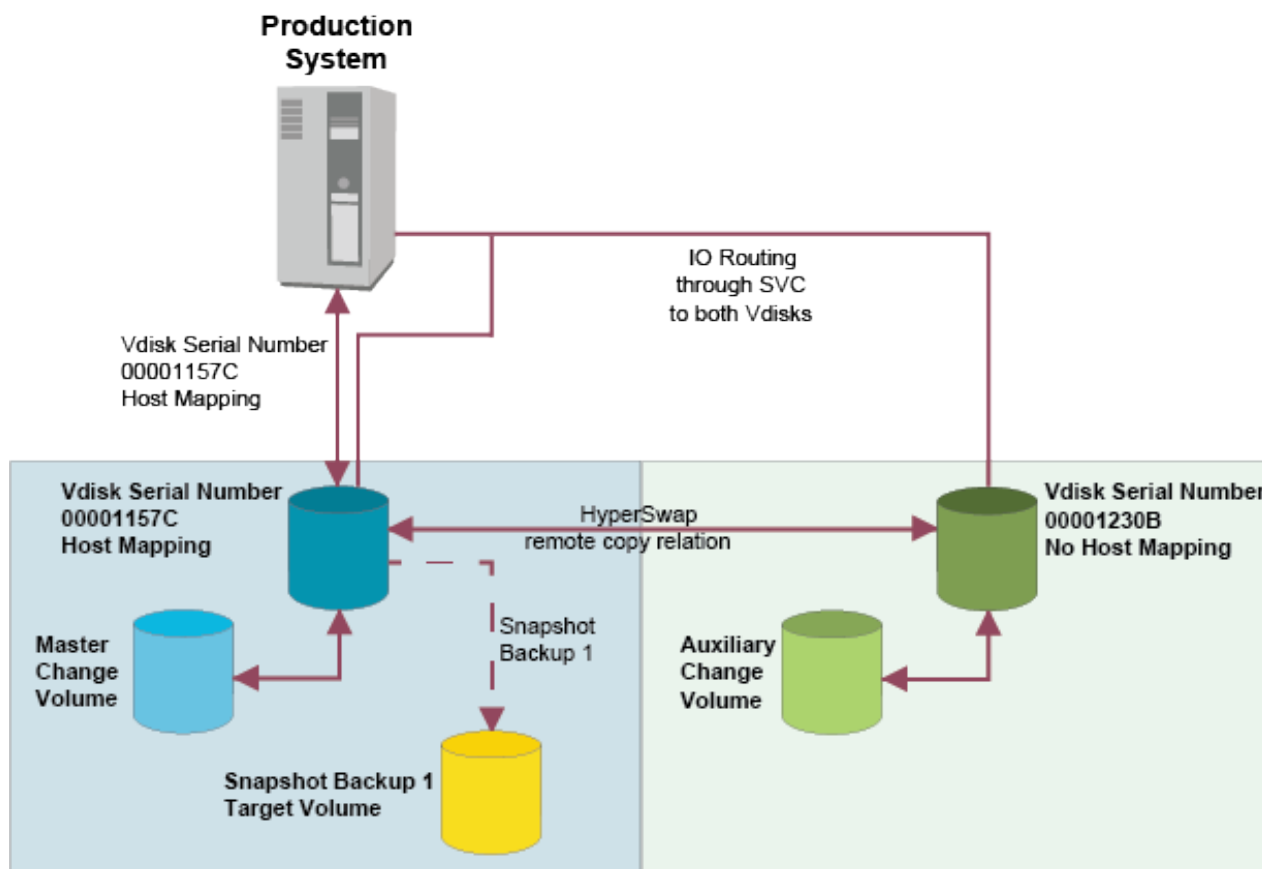 Production
System
IO Routing
through SVC
to both Vdisks
Vdisk Serial Number
00001157C
Host Mapping
Vdisk Serial Number
00001157C
Host Mapping
HyperSwap
remote copy relation
Vdisk Serial Number
00001230B
No Host Mapping
Master
Change
Volume
Snapshot
Backup 1
Auxiliary
Change
Volume
Snapshot Backup 1
Target Volume